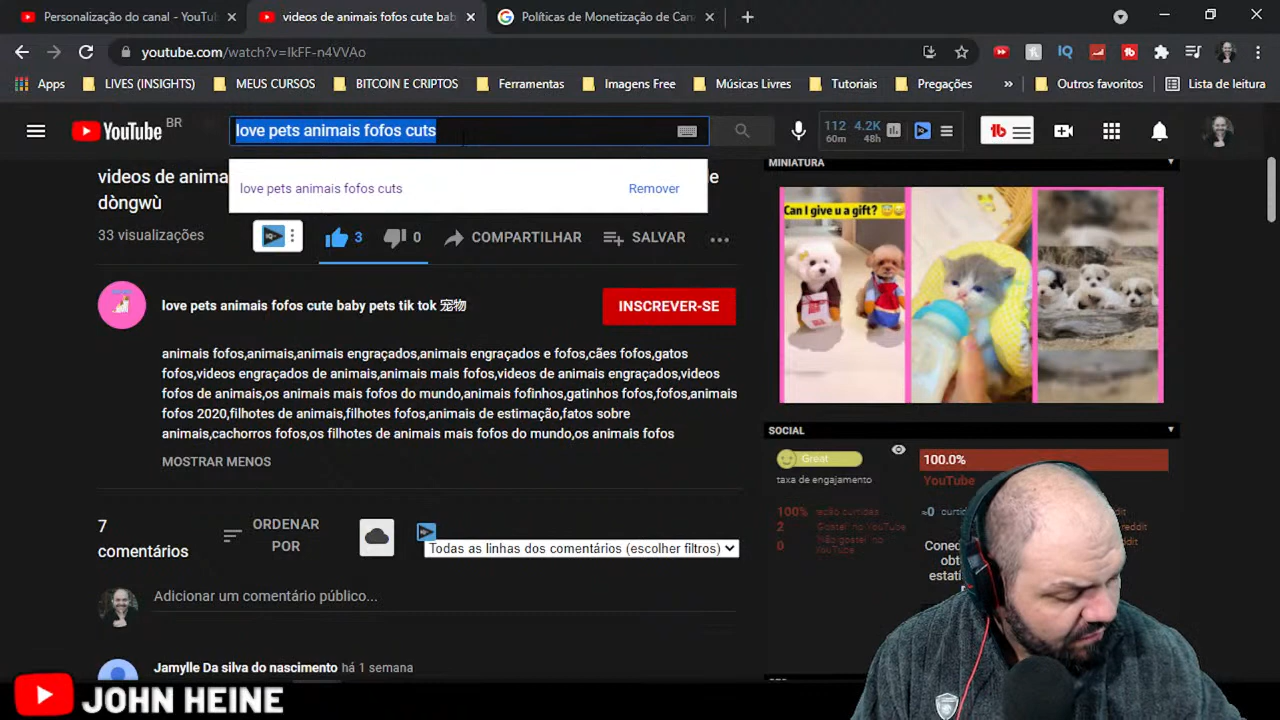 Personalização do canal - YouTu
videos de animais fofos cute bab
Políticas de Monetização de Can
youtube.com/watch?v=IkFF-n4VVAo
Apps
LIVES (INSIGHTS)
MEUS CURSOS
BITCOIN E CRIPTOS
Ferramentas
Imagens Free
Músicas Livres
Tutoriais
Pregações
»
Outros favoritos
Lista de leitura
YouTube BR
love pets animais fofos cuts
112 60m
4.2K 48h
love pets animais fofos cuts
Remover
videos de anima
e
dòngwù
33 visualizações
3
0
COMPARTILHAR
SALVAR
love pets animais fofos cute baby pets tik tok 宠物
INSCREVER-SE
animais fofos,animais,animais engraçados,animais engraçados e fofos,cães fofos,gatos
fofos,videos engraçados de animais,animais mais fofos,videos de animais engraçados,videos
fofos de animais,os animais mais fofos do mundo,animais fofinhos,gatinhos fofos,fofos,animais
fofos 2020,filhotes de animais,filhotes fofos,animais de estimação,fatos sobre
animais,cachorros fofos,os filhotes de animais mais fofos do mundo,os animais fofos
MOSTRAR MENOS
7
comentários
ORDENAR
POR
Todas as linhas dos comentários (escolher filtros)
Adicionar um comentário público...
Jamylle Da silva do nascimento há 1 semana
MINIATURA
Can I give u a gift?
SOCIAL
Great
taxa de engajamento
100%
2
"Gostei" no YouTube
0
"Não gostei" no
YouTube
100.0%
YouTube
≈0
JOHN HEINE